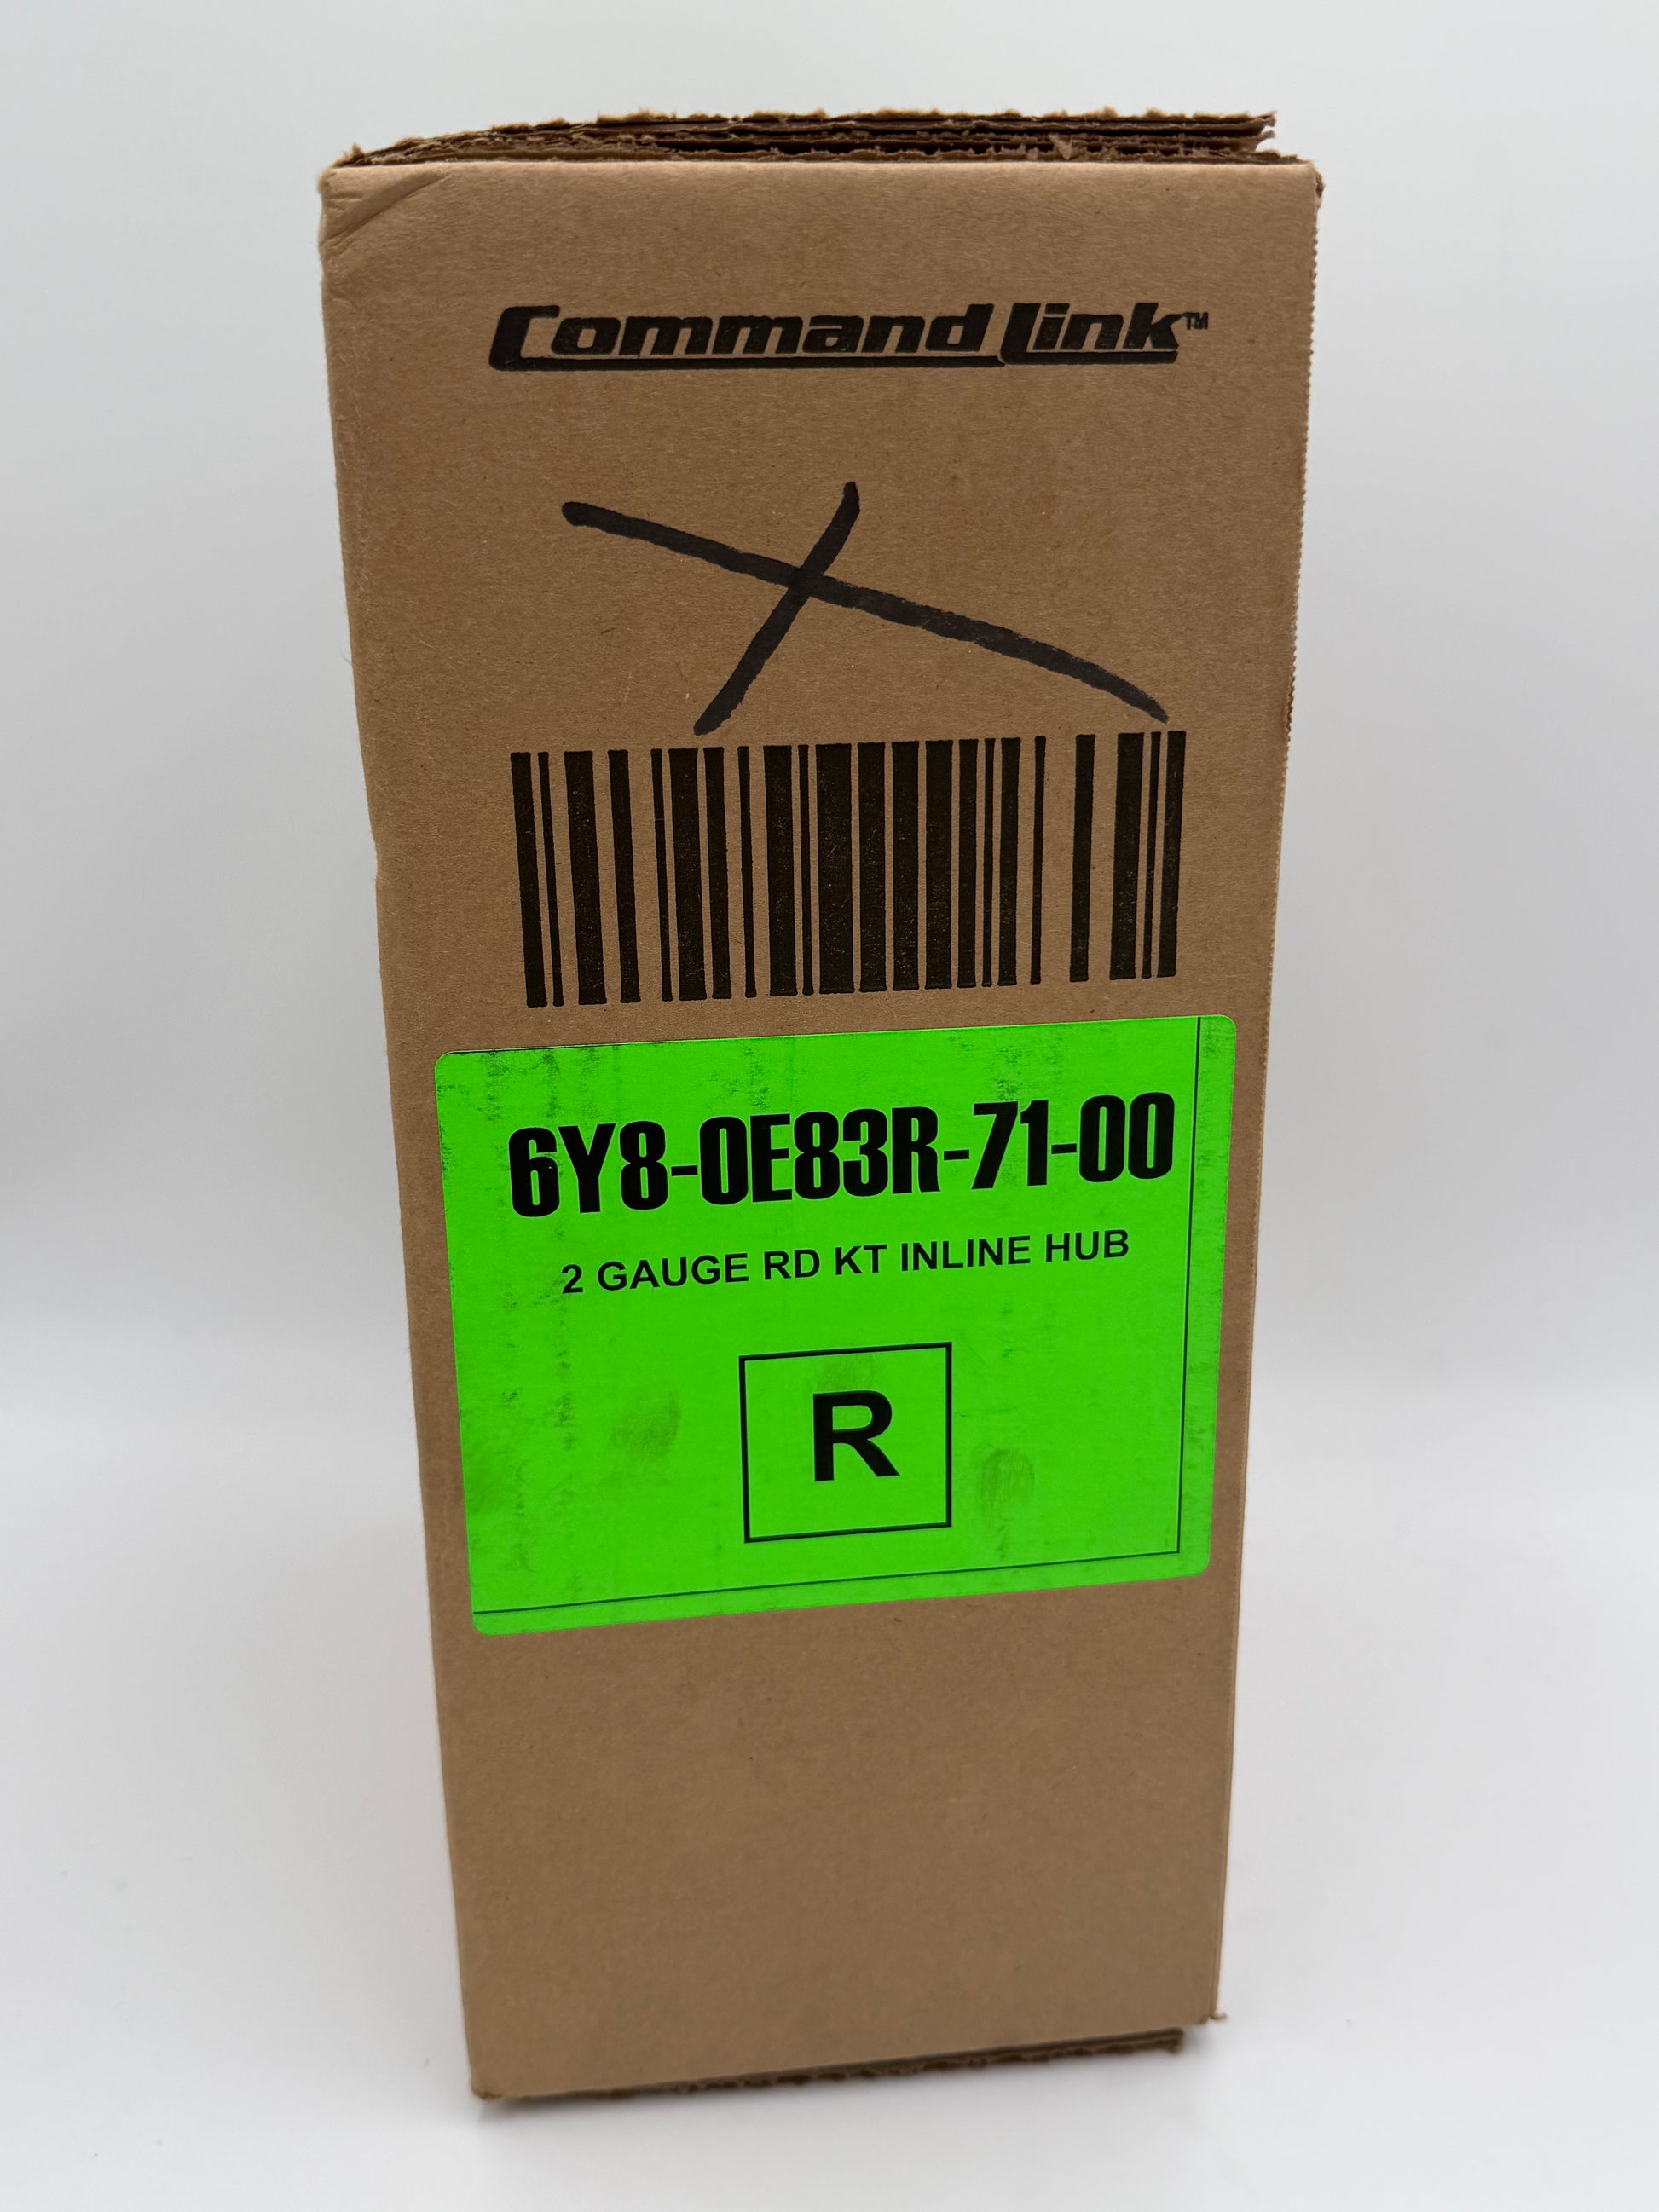 Command Link™
6Y8-0E83R-71-00
2 GAUGE RD KT INLINE HUB
R